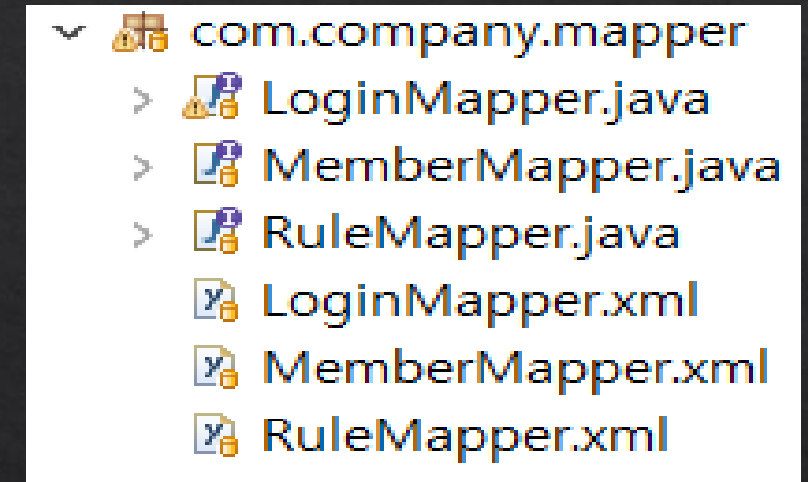 com.company.mapper
LoginMapper.java
MemberMapper.java
RuleMapper.java
LoginMapper.xml
MemberMapper.xml
RuleMapper.xml